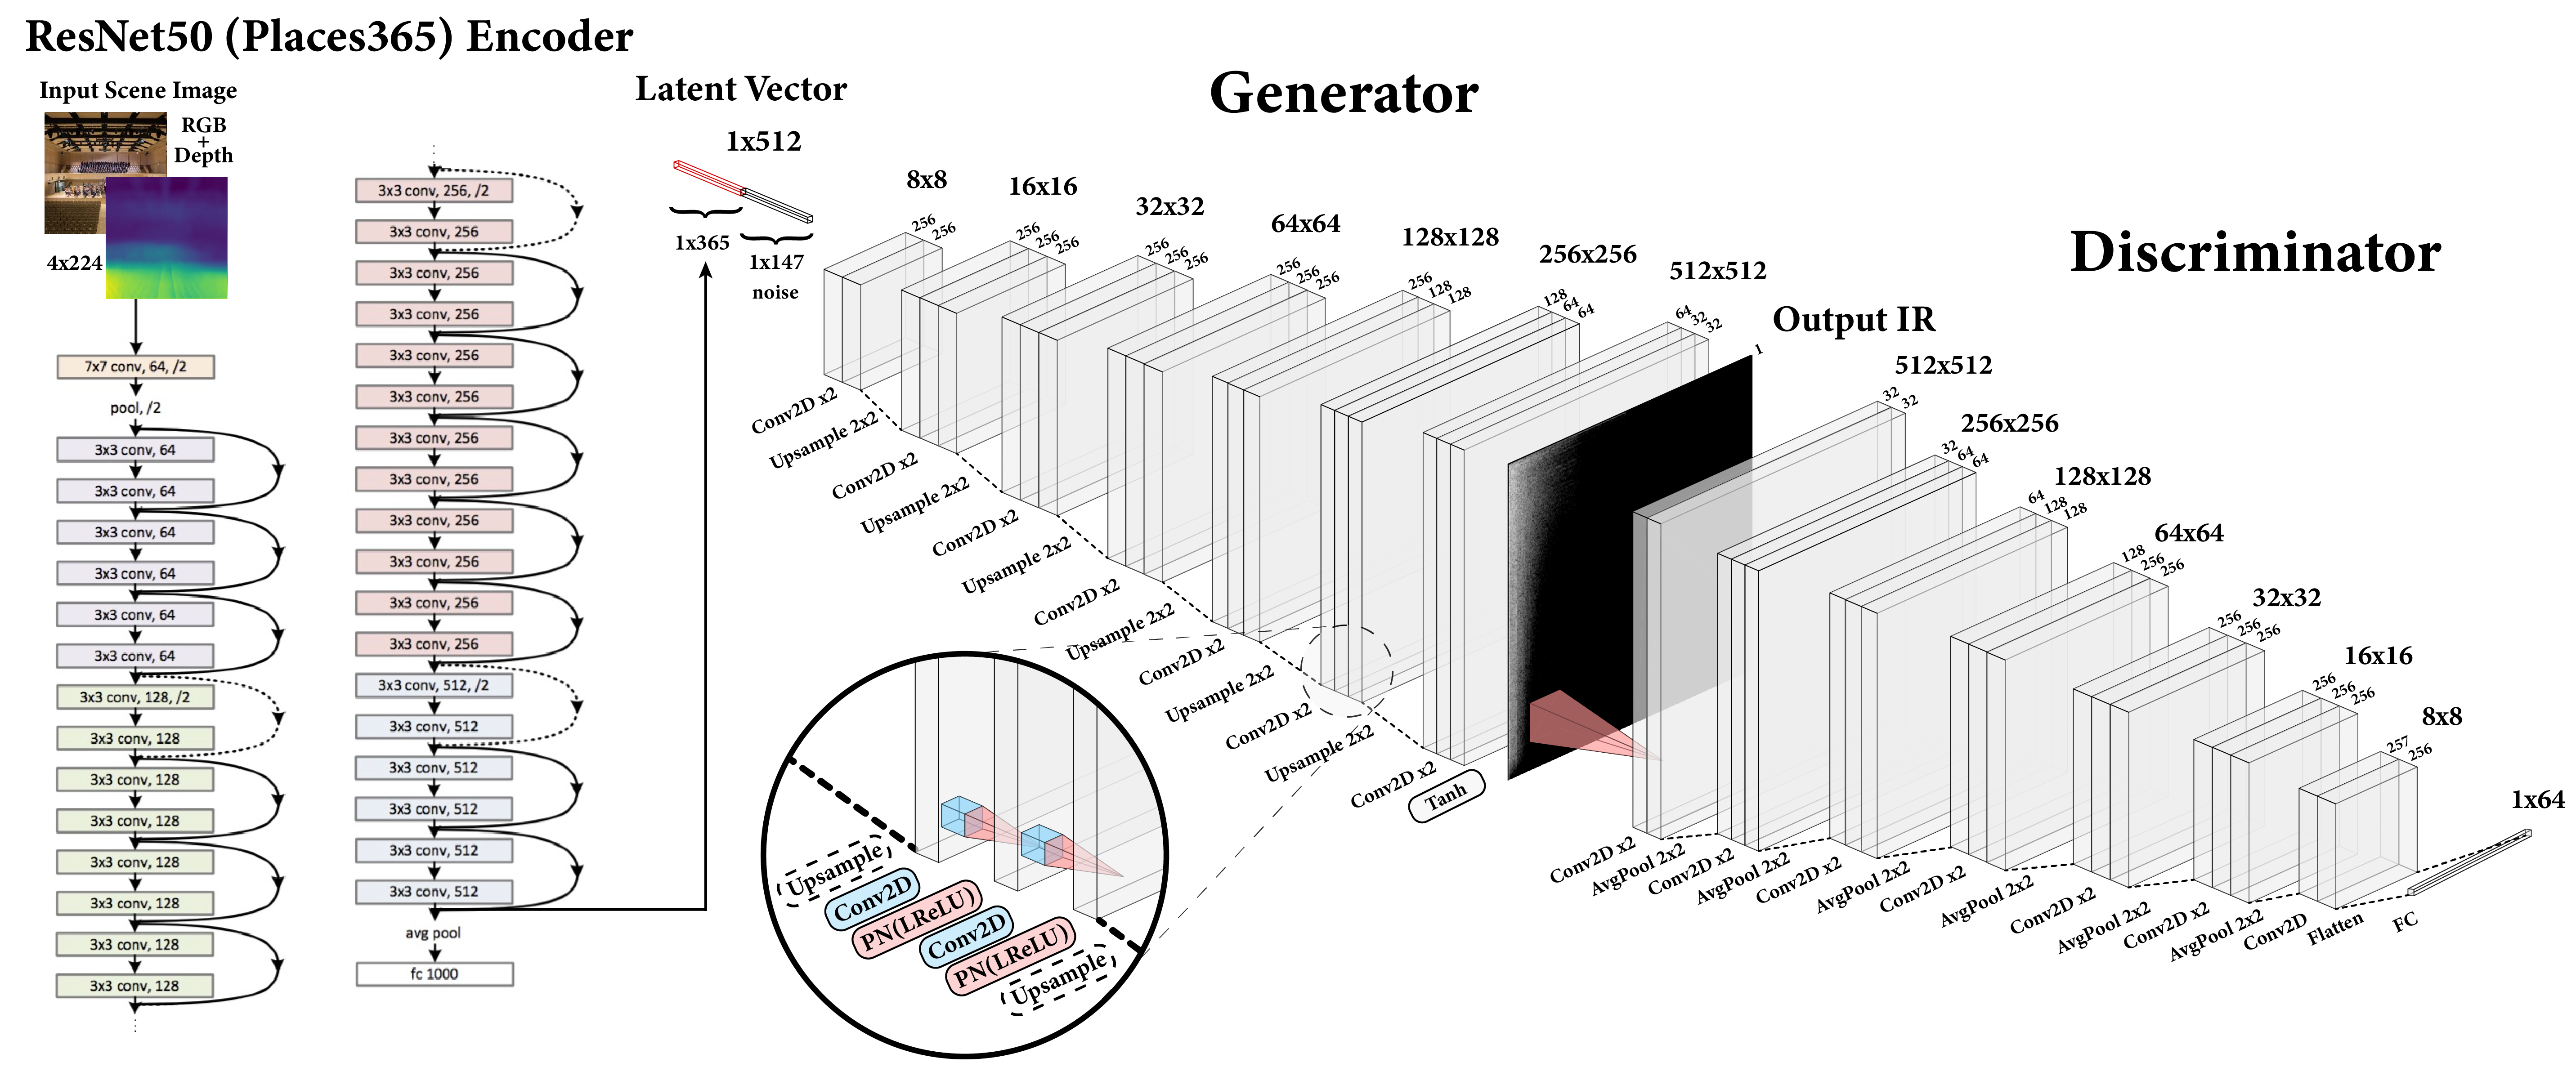 ResNet50 (Places365) Encoder
Input Scene Image
RGB
+
Depth
4x224
7x7 conv, 64, /2
pool, /2
3x3 conv, 64
3x3 conv, 64
3x3 conv, 64
3x3 conv, 64
3x3 conv, 64
3x3 conv, 64
3x3 conv, 128, /2
3x3 conv, 128
3x3 conv, 128
3x3 conv, 128
3x3 conv, 128
3x3 conv, 128
3x3 conv, 128
3x3 conv, 128
3x3 conv, 256, /2
3x3 conv, 256
3x3 conv, 256
3x3 conv, 256
3x3 conv, 256
3x3 conv, 256
3x3 conv, 256
3x3 conv, 256
3x3 conv, 256
3x3 conv, 256
3x3 conv, 256
3x3 conv, 256
3x3 conv, 512, /2
3x3 conv, 512
3x3 conv, 512
3x3 conv, 512
3x3 conv, 512
3x3 conv, 512
avg pool
fc 1000
Latent Vector
1x512
1x365
1x147
noise
Generator
8x8
256
256
16x16
256
256
256
32x32
256
256
256
64x64
256
256
256
128x128
256
128
128
256x256
128
64
64
512x512
64
32
32
Conv2D x2
Upsample 2x2
Conv2D x2
Upsample 2x2
Conv2D x2
Upsample 2x2
Conv2D x2
Upsample 2x2
Conv2D x2
Upsample 2x2
Conv2D x2
Upsample 2x2
Conv2D x2
Tanh
Upsample
Conv2D
PN(LReLU)
Conv2D
PN(LReLU)
Upsample
Output IR
1
Discriminator
512x512
32
32
256x256
32
64
64
128x128
64
128
128
64x64
128
256
256
32x32
256
256
256
16x16
256
256
256
8x8
257
256
1x64
Conv2D x2
AvgPool 2x2
Conv2D x2
AvgPool 2x2
Conv2D x2
AvgPool 2x2
Conv2D x2
AvgPool 2x2
Conv2D x2
AvgPool 2x2
Conv2D x2
AvgPool 2x2
Conv2D
Flatten
FC